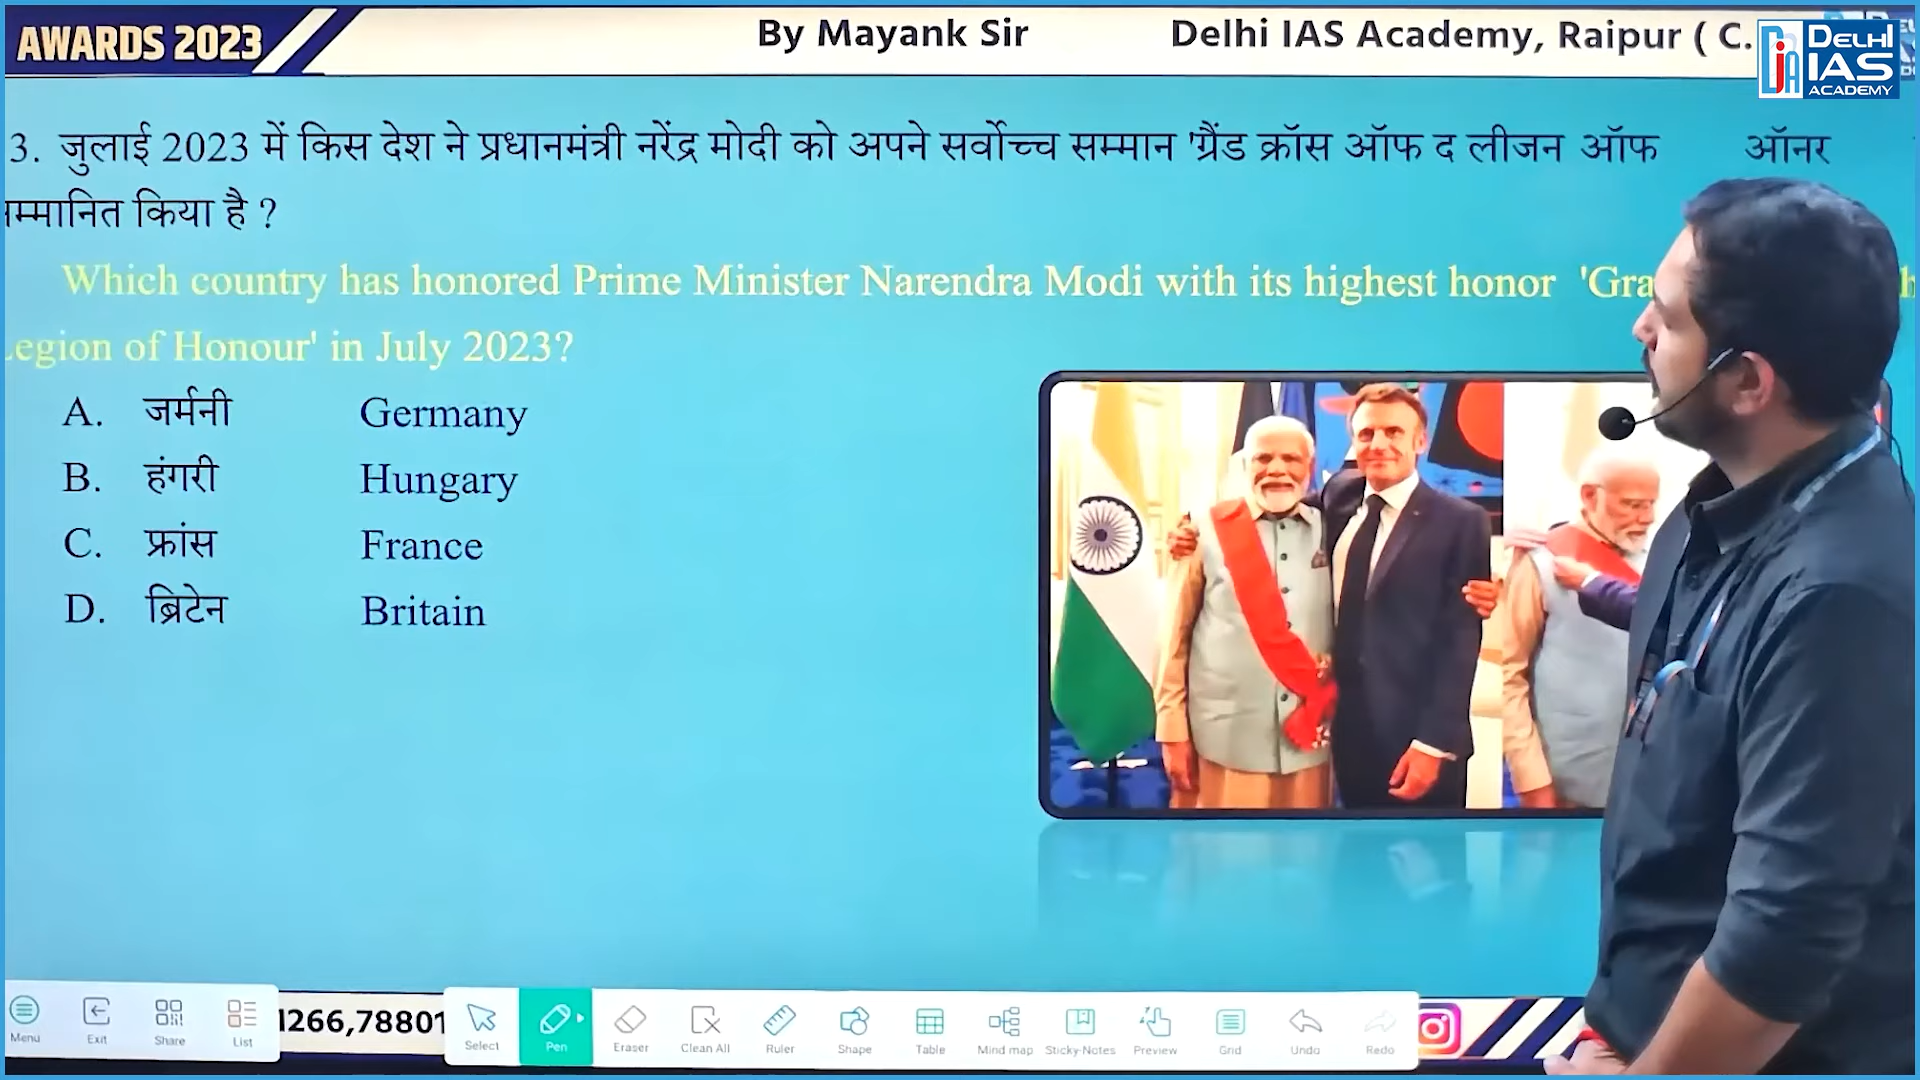 AWARDS 2023
By Mayank Sir
Delhi IAS Academy, Raipur ( C.
DELHI
IAS
ACADEMY
3. जुलाई 2023 में किस देश ने प्रधानमंत्री नरेंद्र मोदी को अपने सर्वोच्च सम्मान 'ग्रैंड क्रॉस ऑफ द लीजन ऑफ ऑनर
म्मानित किया है ?
Which country has honored Prime Minister Narendra Modi with its highest honor 'Gra
egion of Honour' in July 2023?
A. जर्मनी Germany
B. हंगरी Hungary
C. फ्रांस France
D. ब्रिटेन Britain
Menu Exit Share List
1266,78801
Select Pen Eraser Clean All Ruler Shape Table Mind map Sticky-Notes Preview Grid Undo Redo